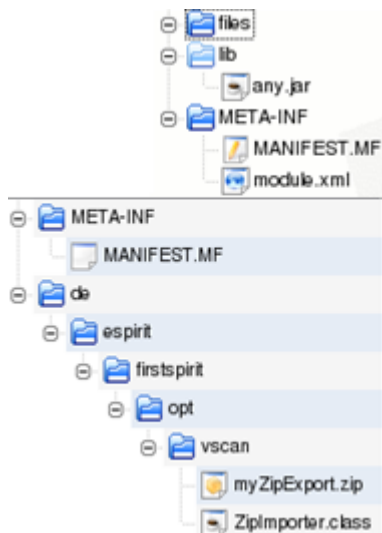 files
lib
any.jar
META-INF
MANIFEST.MF
module.xml
META-INF
MANIFEST.MF
de
espirit
firstspirit
opt
vscan
myZipExport.zip
ZipImporter.class